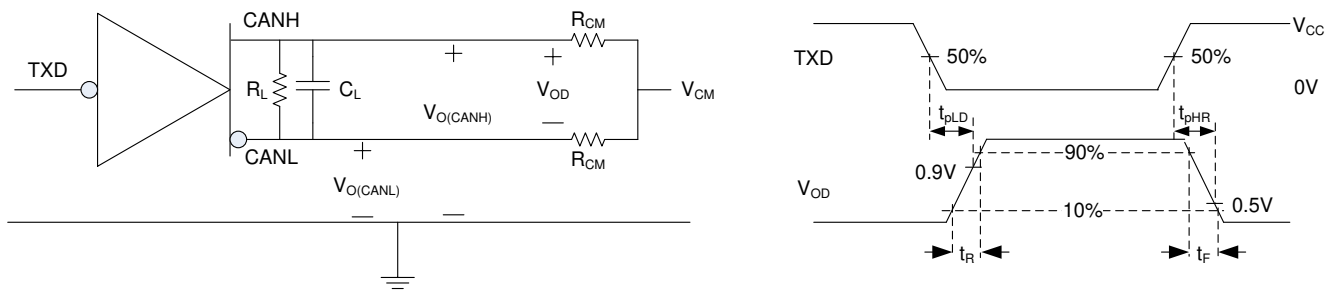 CANH
R_CM
TXD
R_L
C_L
V_O(CANH)
+
+
V_OD
—
V_CM
CANL
R_CM
+
V_O(CANL)
—
—
TXD
50%
50%
V_CC
0V
t_pLD
t_pHR
90%
0.9V
V_OD
10%
0.5V
t_R
t_F